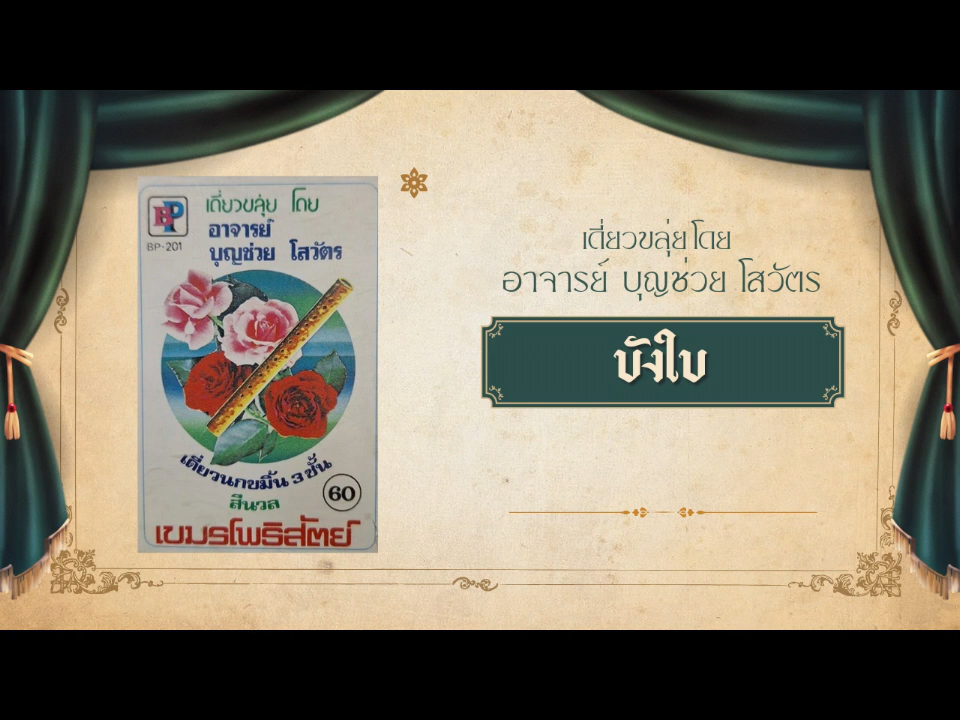 BP
BP-201
เดี่ยวขลุ่ย โดย
อาจารย์
บุญช่วย โสวัตร
เดี่ยวนกขมิ้น 3 ชั้น
สีนวล
60
เขมรโพธิสัตย์
เดี่ยวขลุ่ยโดย
อาจารย์ บุญช่วย โสวัตร
บังใบ